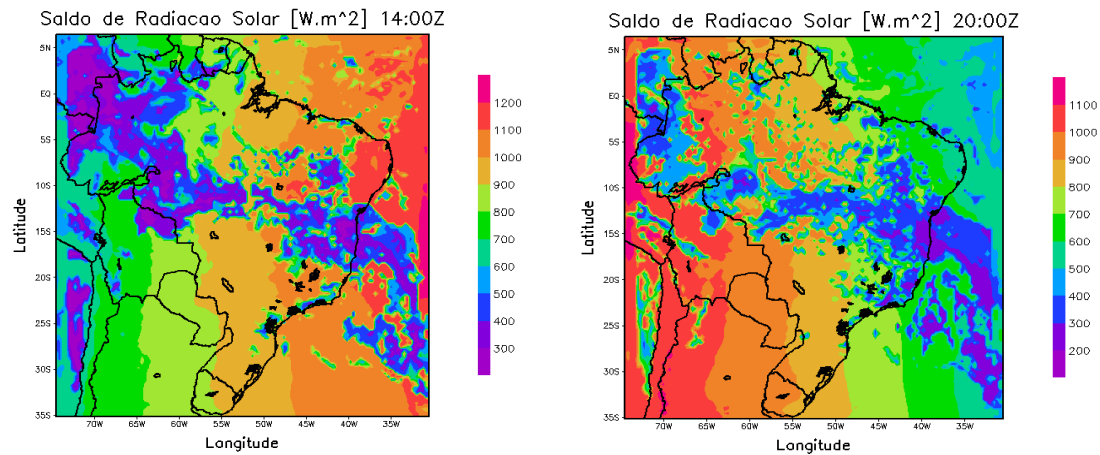 Saldo de Radiacao Solar [W.m^2] 14:00Z
5N
EQ
5S
10S
15S
20S
25S
30S
35S
Latitude
70W 65W 60W 55W 50W 45W 40W 35W
Longitude
1200
1100
1000
900
800
700
600
500
400
300
Saldo de Radiacao Solar [W.m^2] 20:00Z
5N
EQ
5S
10S
15S
20S
25S
30S
35S
Latitude
70W 65W 60W 55W 50W 45W 40W 35W
Longitude
1100
1000
900
800
700
600
500
400
300
200